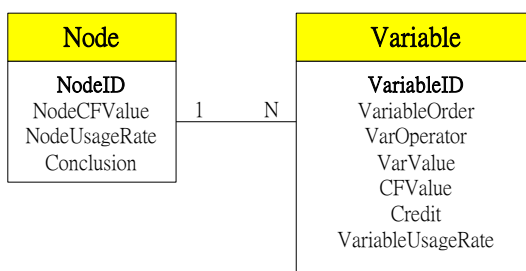 Node
NodeID
NodeCFValue
NodeUsageRate
Conclusion
1
N
Variable
VariableID
VariableOrder
VarOperator
VarValue
CFValue
Credit
VariableUsageRate